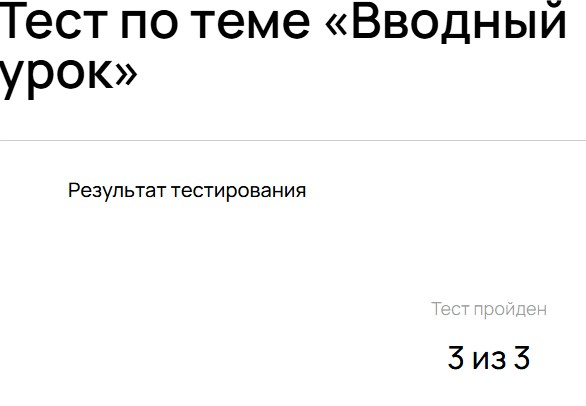 Тест по теме «Вводный
урок»
Результат тестирования
Тест пройден
3 из 3